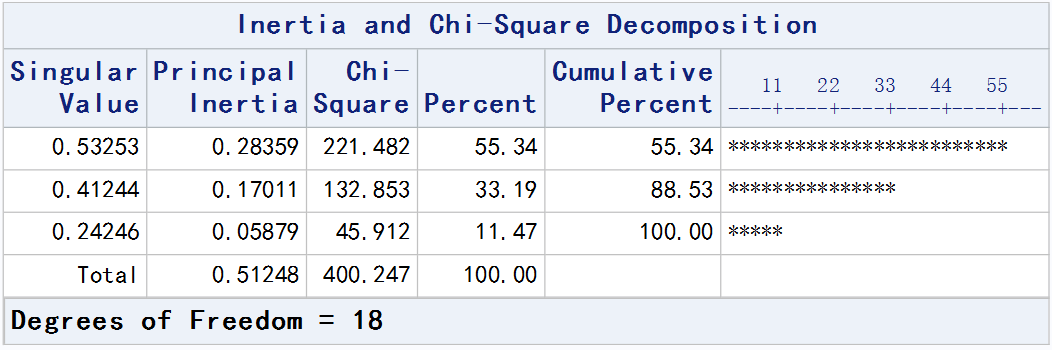 Inertia and Chi-Square Decomposition
Singular Value Principal Inertia Chi-Square Percent Cumulative Percent 11 22 33 44 55
----+----+----+----+----+---
0.53253 0.28359 221.482 55.34 55.34 *************************
0.41244 0.17011 132.853 33.19 88.53 ***************
0.24246 0.05879 45.912 11.47 100.00 *****
Total 0.51248 400.247 100.00
Degrees of Freedom = 18